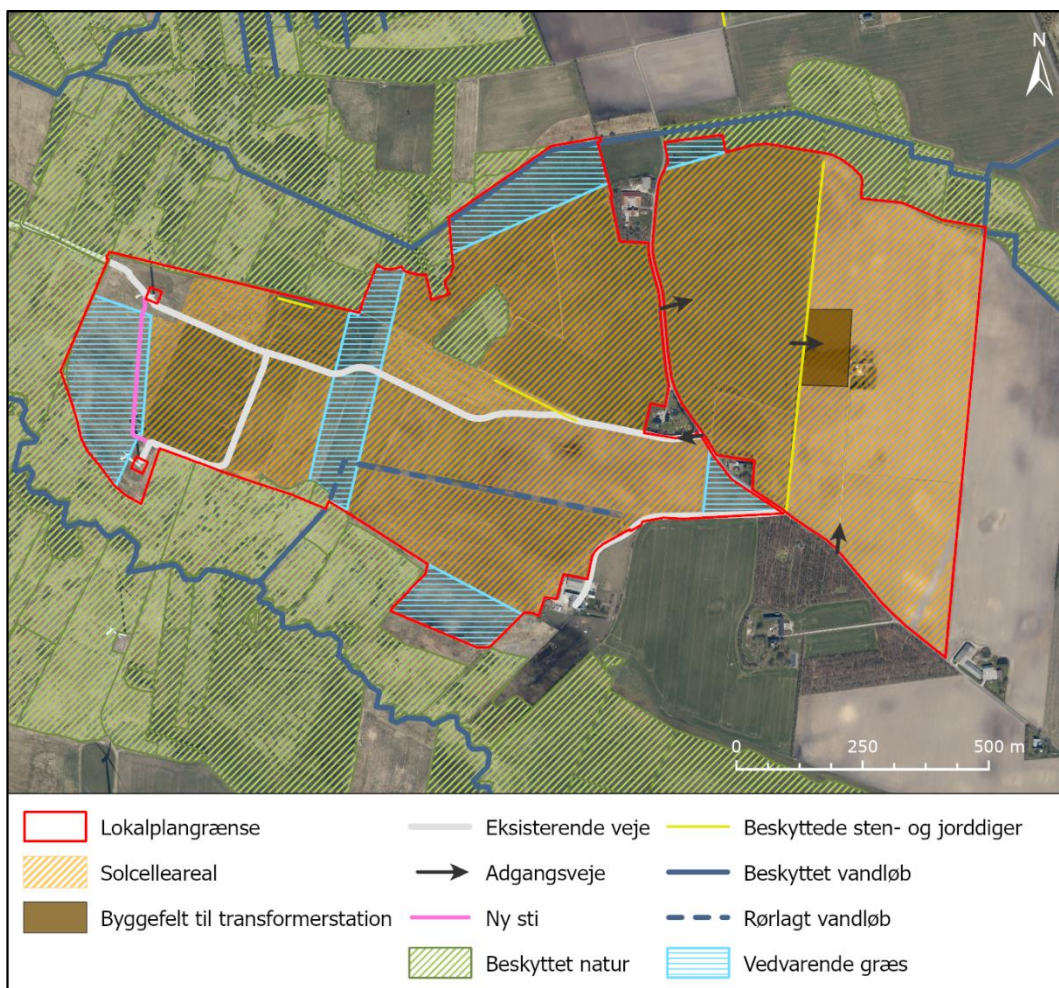 N
0 250 500 m
Lokalplangrænse
Eksisterende veje
Beskyttede sten- og jorddiger
Solcelleareal
Adgangsveje
Beskyttet vandløb
Byggefelt til transformerstation
Ny sti
Rørlagt vandløb
Beskyttet natur
Vedvarende græs